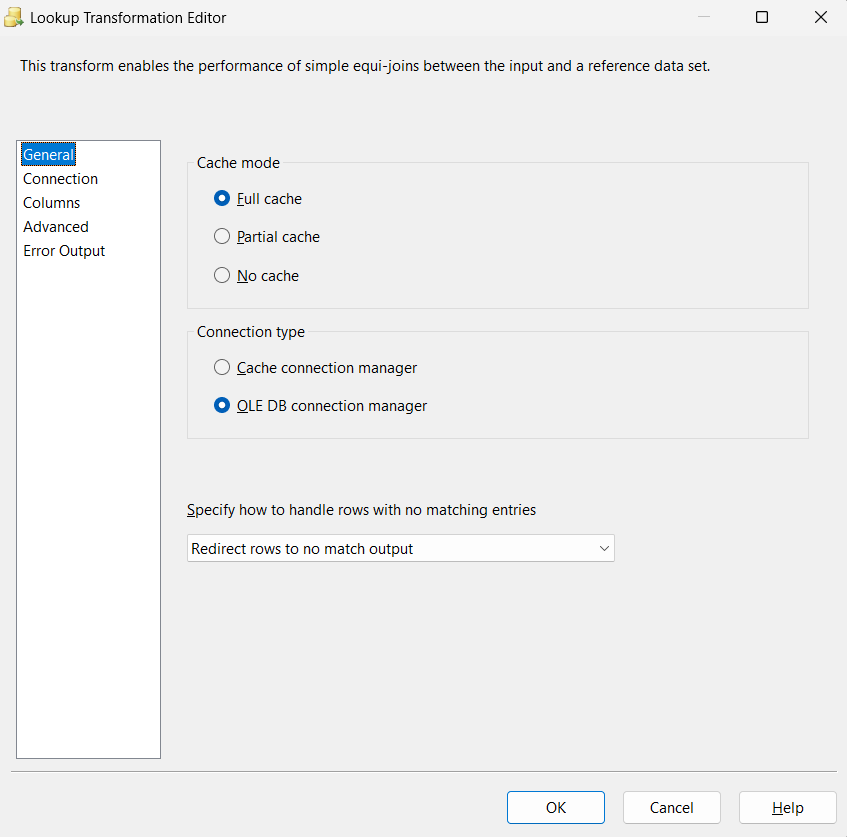 Lookup Transformation Editor
This transform enables the performance of simple equi-joins between the input and a reference data set.
General
Connection
Columns
Advanced
Error Output
Cache mode
Full cache
Partial cache
No cache
Connection type
Cache connection manager
OLE DB connection manager
Specify how to handle rows with no matching entries
Redirect rows to no match output
OK
Cancel
Help